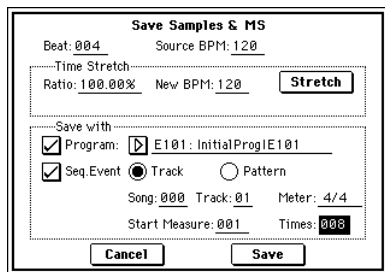 Save Samples & MS
Beat: 004 Source BPM: 120
Time Stretch
Ratio: 100.00% New BPM: 120 Stretch
Save with
Program: E101: InitialProg|E101
Seq.Event Track Pattern
Song: 000 Track: 01 Meter: 4/4
Start Measure: 001 Times: 008
Cancel Save